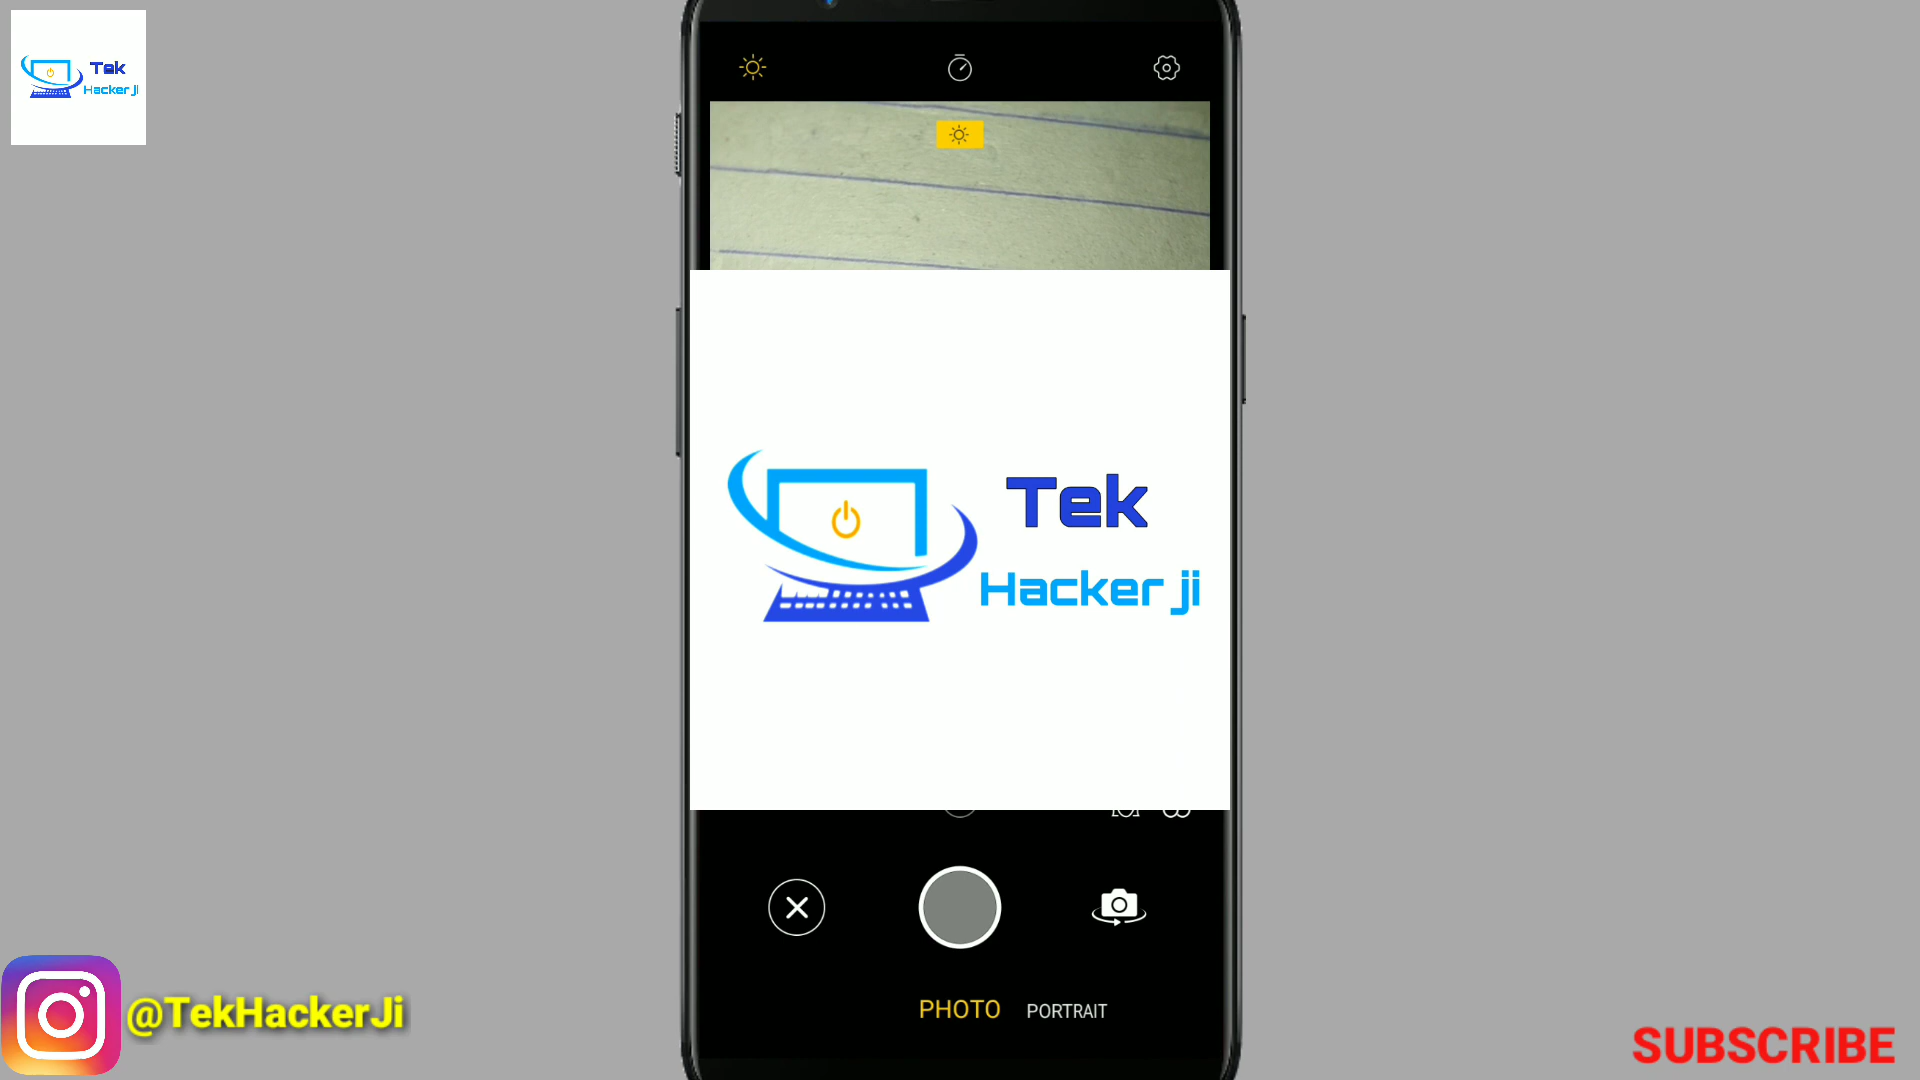 Tek
Hacker ji
Tek
Hacker ji
PHOTO PORTRAIT
@TekHackerJi
SUBSCRIBE